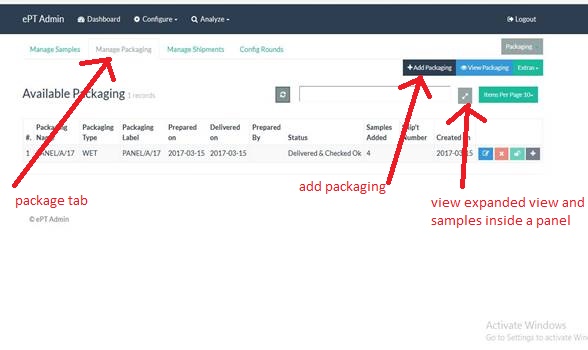 ePT Admin Dashboard Configure Analyze Logout
Manage Samples Manage Packaging Manage Shipments Config Rounds Packaging
Add Packaging View Packaging Extras
Available Packaging 1 records Items Per Page 10
#. Packaging Name Packaging Type Packaging Label Prepared on Delivered on Prepared By Status Samples Added Number Created
1 PANEL/A/17 WET PANEL/A/17 2017-03-15 2017-03-15 Delivered & Checked Ok 4 2017-03-15
package tab
add packaging
view expanded view and
samples inside a panel
© ePT Admin
Activate Windows
Go to Settings to activate Win